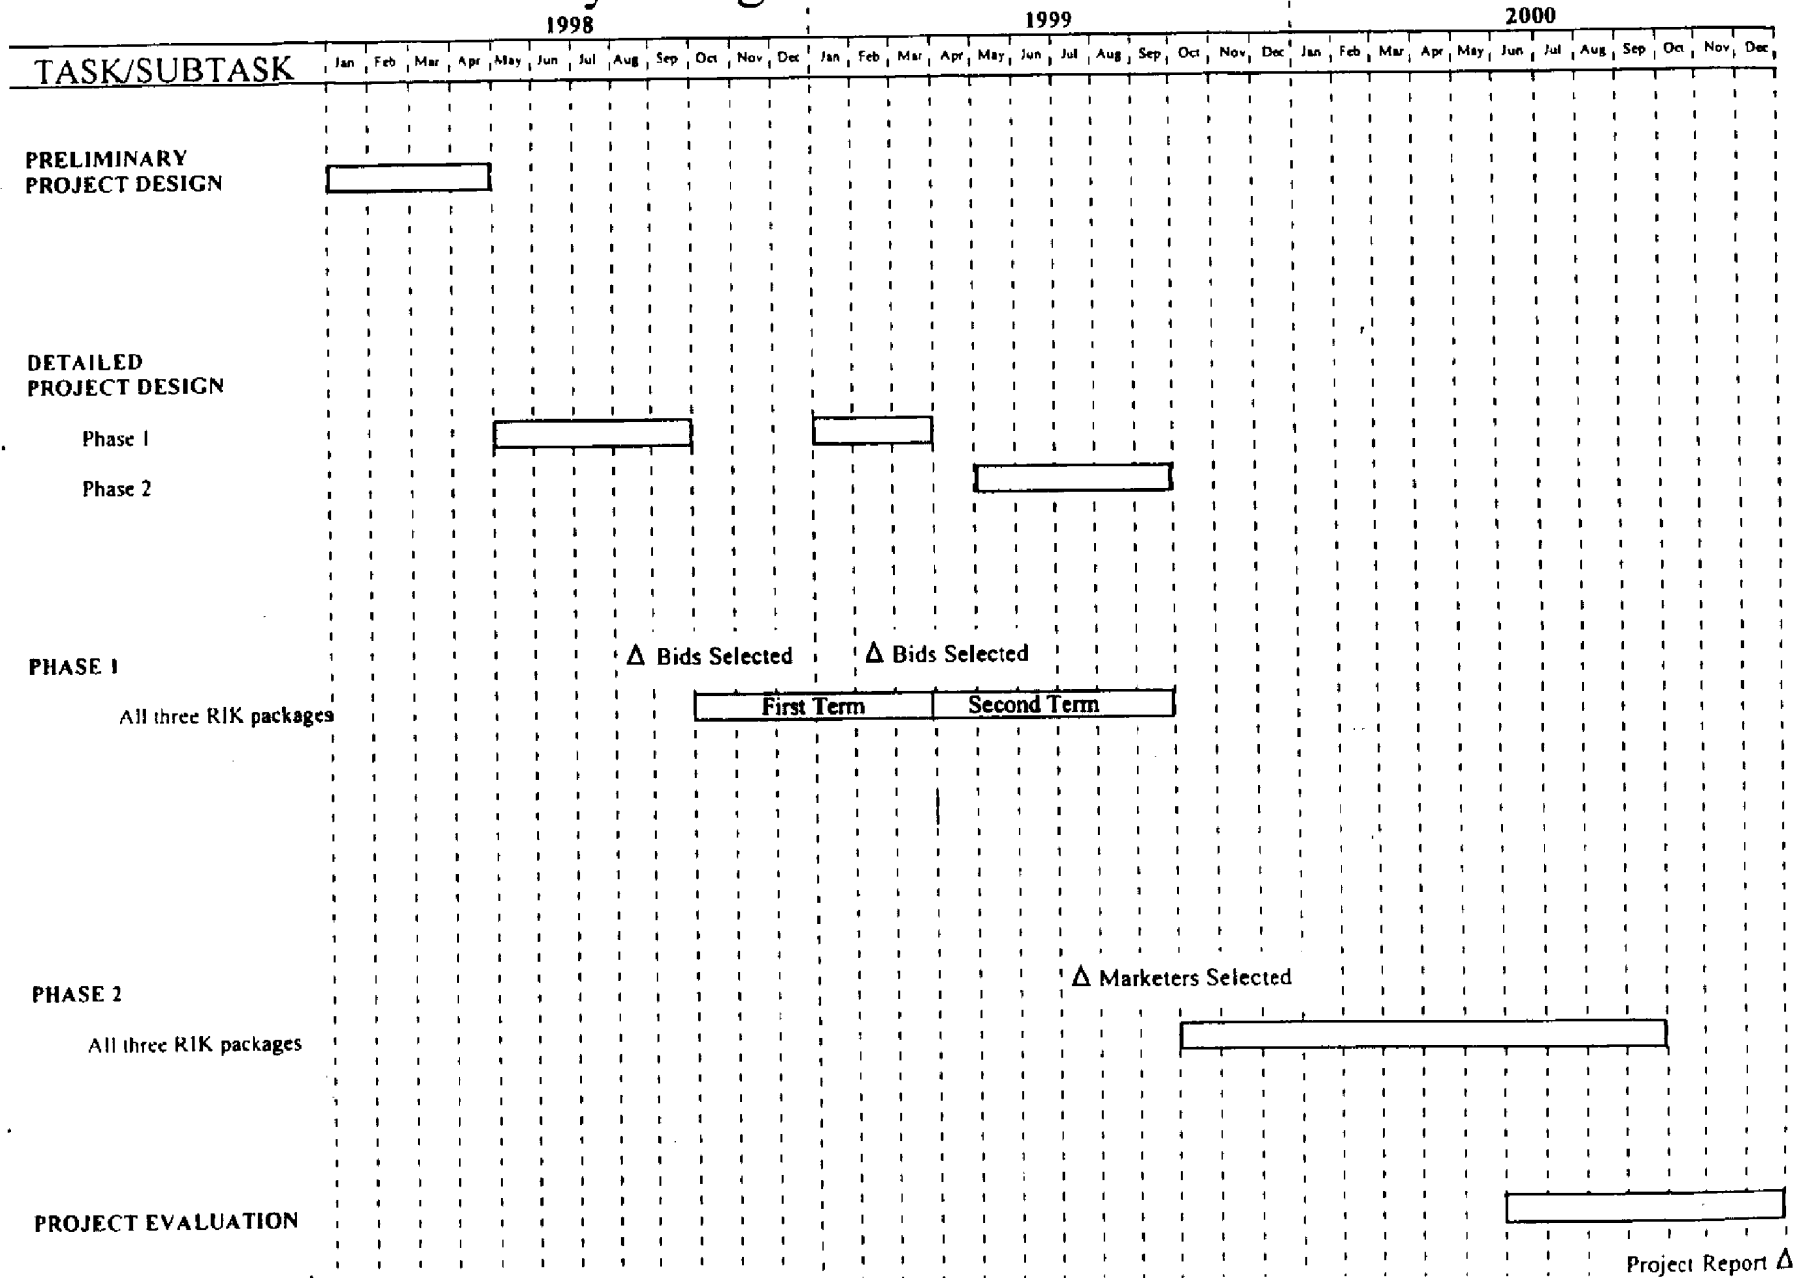 1998 1999 2000
TASK/SUBTASK Jan Feb Mar Apr May Jun Jul Aug Sep Oct Nov Dec Jan Feb Mar Apr May Jun Jul Aug Sep Oct Nov Dec Jan Feb Mar Apr May Jun Jul Aug Sep Oct Nov Dec
PRELIMINARY
PROJECT DESIGN
DETAILED
PROJECT DESIGN
Phase 1
Phase 2
Δ Bids Selected Δ Bids Selected
PHASE 1
First Term Second Term
All three RIK packages
Δ Marketers Selected
PHASE 2
All three RIK packages
PROJECT EVALUATION
Project Report Δ